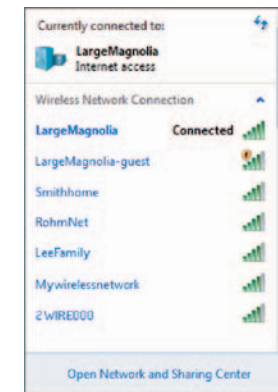 Currently connected to:
LargeMagnolia
Internet access
Wireless Network Connection
LargeMagnolia Connected
LargeMagnolia-guest
Smithhome
RohmNet
LeeFamily
Mywirelessnetwork
2WIRE000
Open Network and Sharing Center